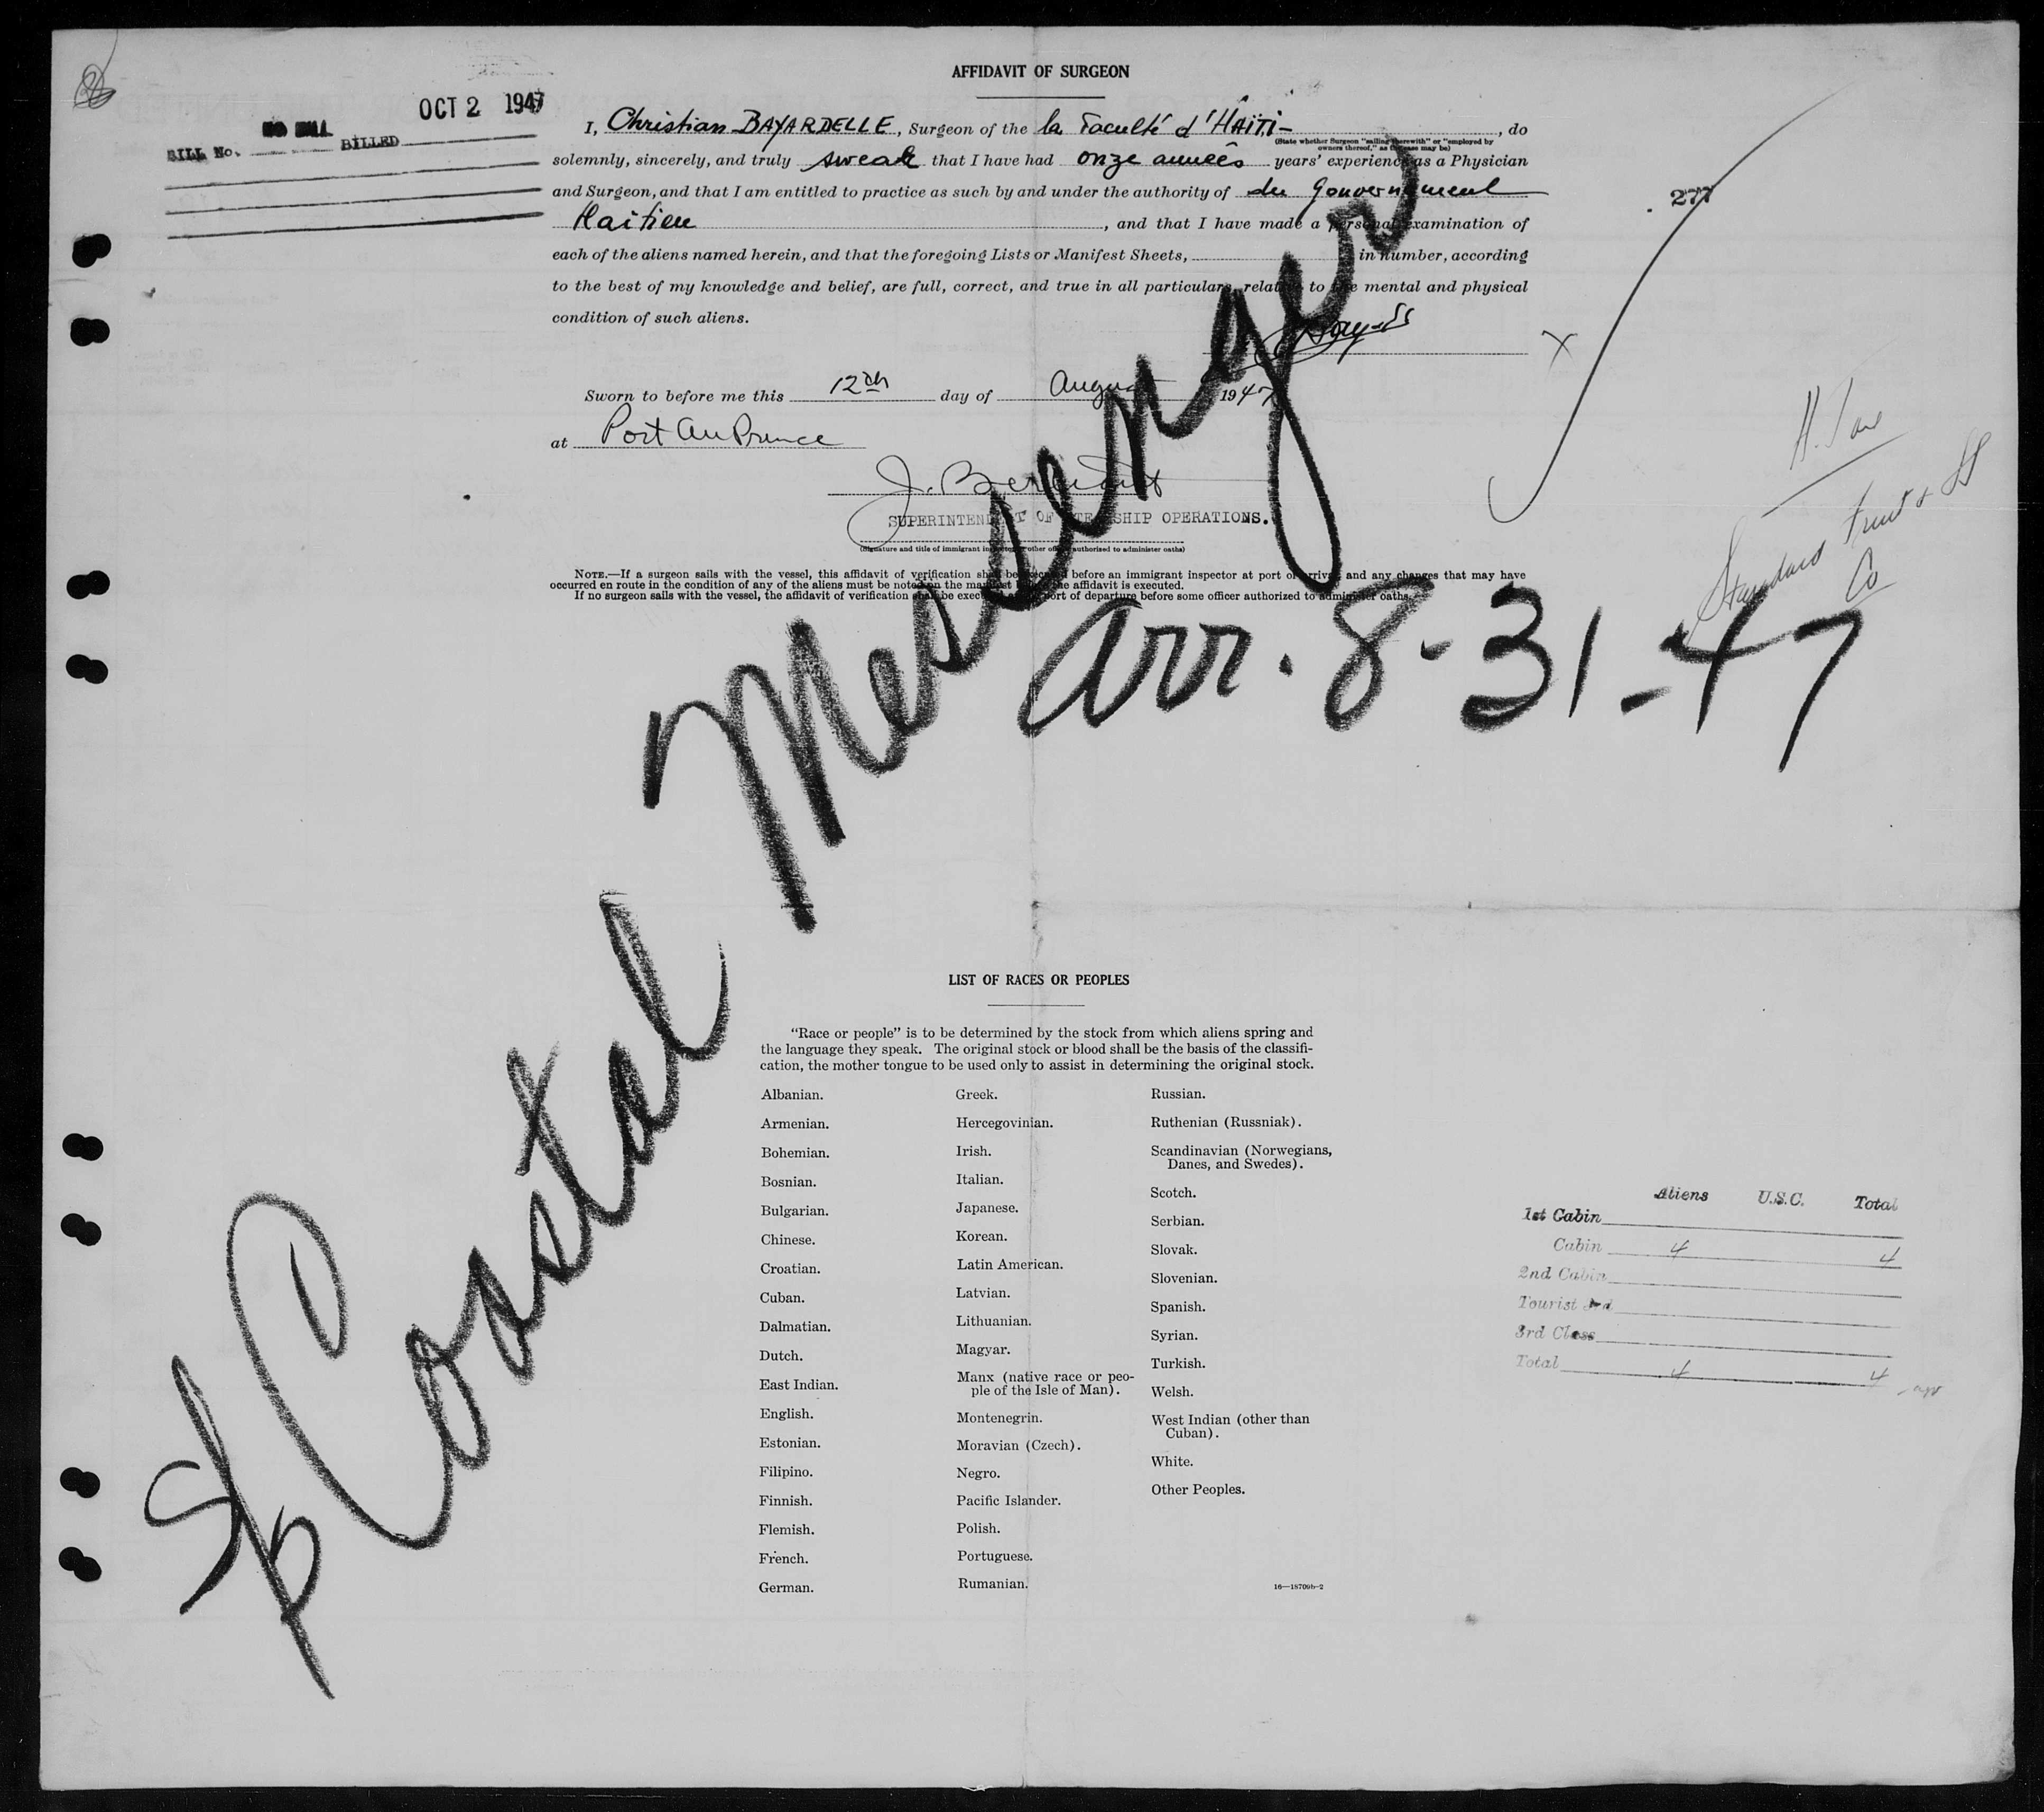 AFFIDAVIT OF SURGEON
OCT 2 1947
BILL No. BILLED
I, Christian BAYARDELLE, Surgeon of the la Faculté d'HAÏTI-, do
(State whether Surgeon "sailing therewith" or "employed by
owners thereof," as the case may be)
solemnly, sincerely, and truly swear that I have had onze années years' experience as a Physician
and Surgeon, and that I am entitled to practice as such by and under the authority of du Gouvernement
Haitien, and that I have made a personal examination of
each of the aliens named herein, and that the foregoing Lists or Manifest Sheets, in number, according
to the best of my knowledge and belief, are full, correct, and true in all particulars, relative to the mental and physical
condition of such aliens.
277
X
Sworn to before me this 12th day of August 1947
at Port Au Prince
SUPERINTENDENT OF STEAMSHIP OPERATIONS.
(Signature and title of immigrant inspector or other officer authorized to administer oaths)
NOTE.—If a surgeon sails with the vessel, this affidavit of verification shall be executed before an immigrant inspector at port of arrival and any changes that may have
occurred en route in the condition of any of the aliens must be noted on the manifest before the affidavit is executed.
If no surgeon sails with the vessel, the affidavit of verification shall be executed at the port of departure before some officer authorized to administer oaths.
Standard Fruit & SS
Co
S/S Coastal Messenger
arr. 8-31-47
LIST OF RACES OR PEOPLES
"Race or people" is to be determined by the stock from which aliens spring and
the language they speak. The original stock or blood shall be the basis of the classifi-
cation, the mother tongue to be used only to assist in determining the original stock.
Albanian.
Armenian.
Bohemian.
Bosnian.
Bulgarian.
Chinese.
Croatian.
Cuban.
Dalmatian.
Dutch.
East Indian.
English.
Estonian.
Filipino.
Finnish.
Flemish.
French.
German.
Greek.
Hercegovinian.
Irish.
Italian.
Japanese.
Korean.
Latin American.
Latvian.
Lithuanian.
Magyar.
Manx (native race or peo-
ple of the Isle of Man).
Montenegrin.
Moravian (Czech).
Negro.
Pacific Islander.
Polish.
Portuguese.
Rumanian.
Russian.
Ruthenian (Russniak).
Scandinavian (Norwegians,
Danes, and Swedes).
Scotch.
Serbian.
Slovak.
Slovenian.
Spanish.
Syrian.
Turkish.
Welsh.
West Indian (other than
Cuban).
White.
Other Peoples.
16—18709b-2
Aliens U.S.C. Total
1st Cabin
Cabin 4 4
2nd Cabin
Tourist 3rd
3rd Class
Total 4 4